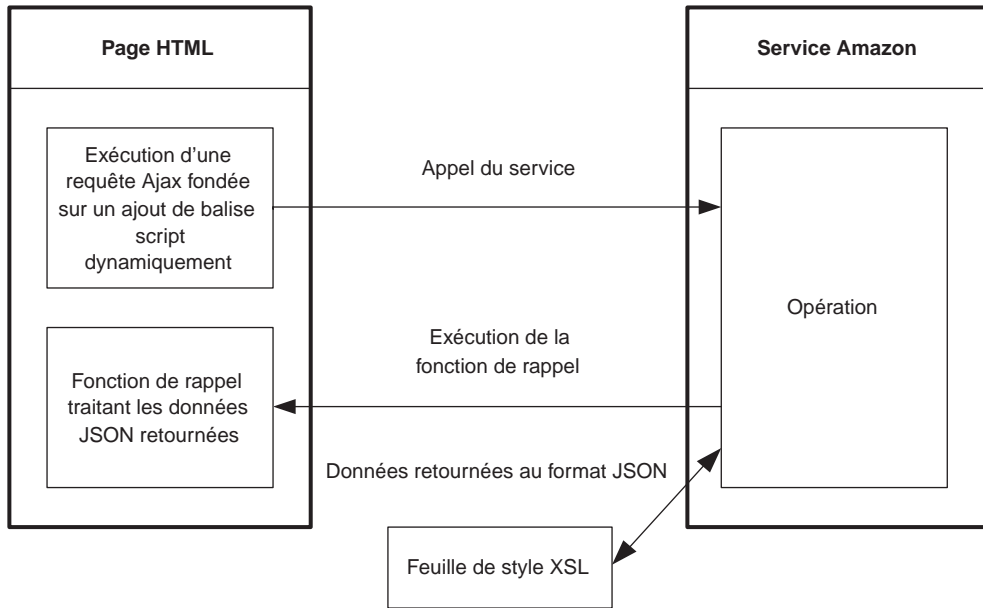 Page HTML
Service Amazon
Exécution d’une
requête Ajax fondée
sur un ajout de balise
script
dynamiquement
Appel du service
Opération
Exécution de la
fonction de rappel
Fonction de rappel
traitant les données
JSON retournées
Données retournées au format JSON
Feuille de style XSL